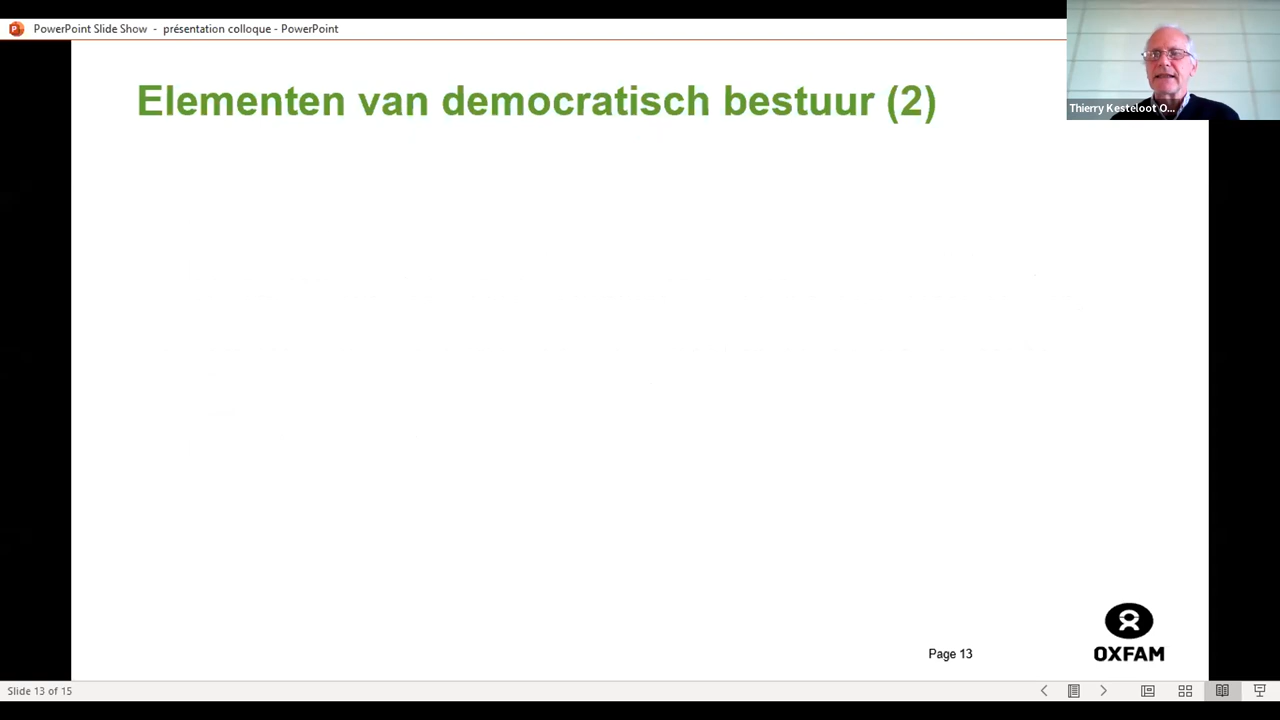 PowerPoint Slide Show - présentation colloque - PowerPoint
Thierry Kesteloot O...
Elementen van democratisch bestuur (2)
Page 13
OXFAM
Slide 13 of 15